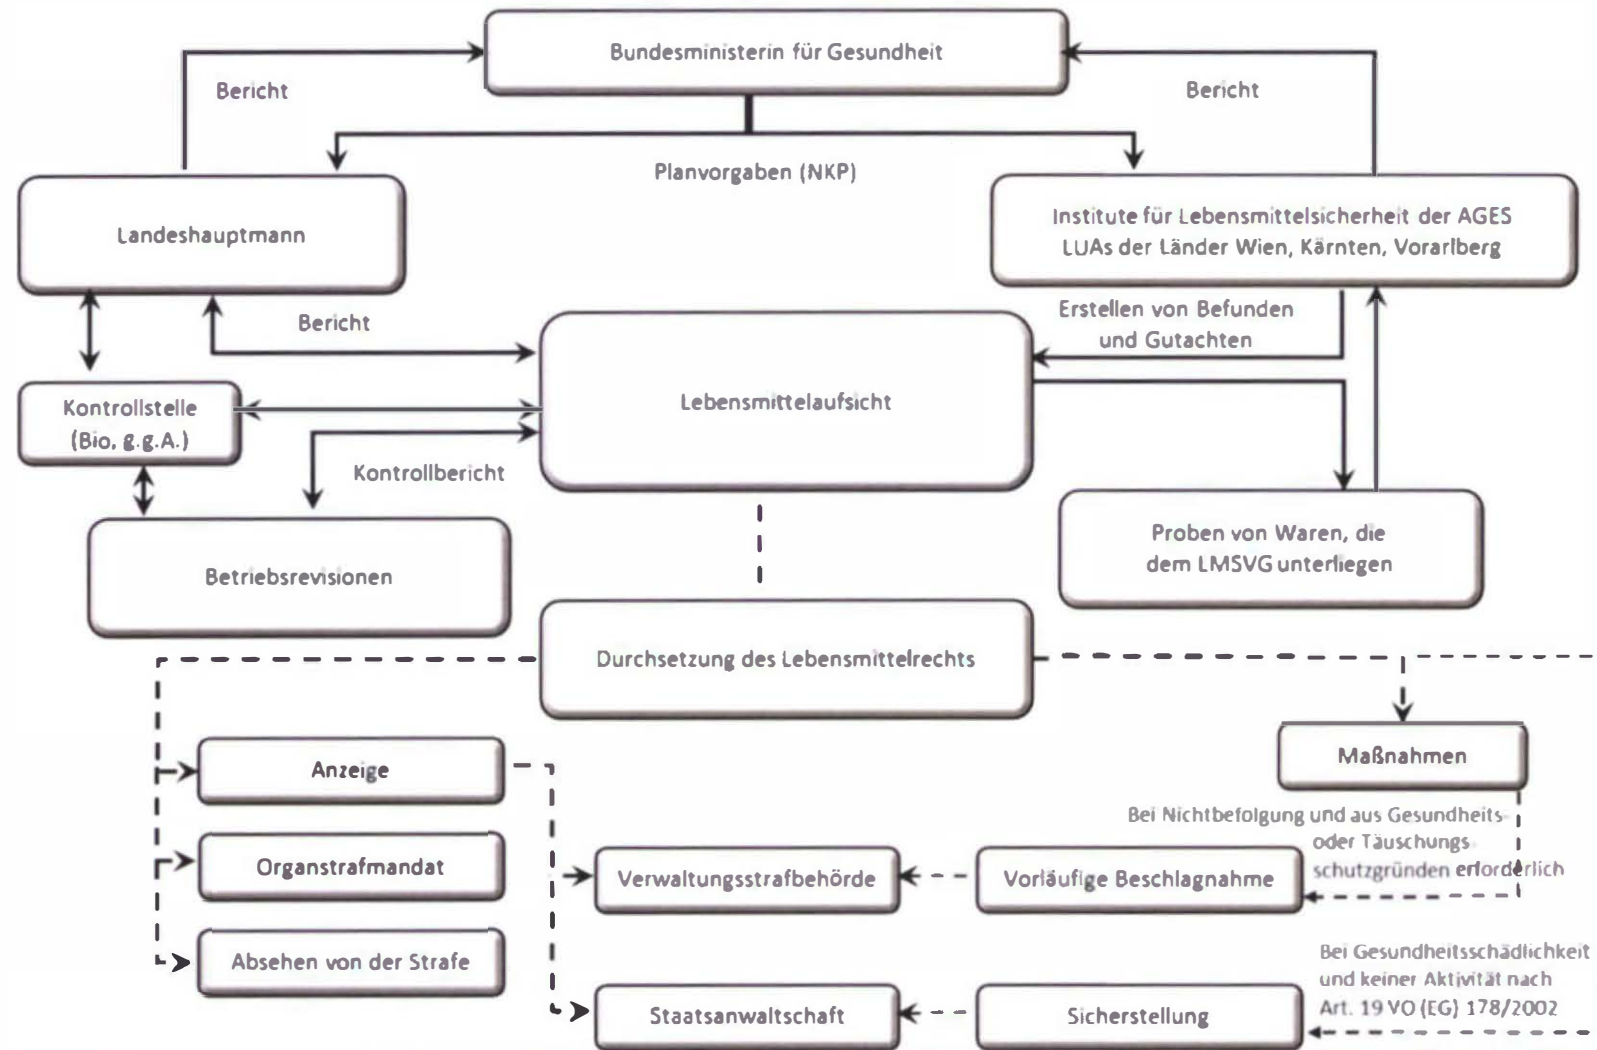 Bundesministerin für Gesundheit
Bericht
Bericht
Planvorgaben (NKP)
Landeshauptmann
Institute für Lebensmittelsicherheit der AGES
LUAs der Länder Wien, Kärnten, Vorarlberg
Bericht
Erstellen von Befunden
und Gutachten
Lebensmittelaufsicht
Kontrollstelle
(Bio, g.g.A.)
Kontrollbericht
Betriebsrevisionen
Proben von Waren, die
dem LMSVG unterliegen
Durchsetzung des Lebensmittelrechts
Maßnahmen
Anzeige
Bei Nichtbefolgung und aus Gesundheits-
oder Täuschungs
schutzgründen erforderlich
Organstrafmandat
Verwaltungsstrafbehörde
Vorläufige Beschlagnahme
Absehen von der Strafe
Bei Gesundheitsschädlichkeit
und keiner Aktivität nach
Art. 19 VO (EG) 178/2002
Staatsanwaltschaft
Sicherstellung